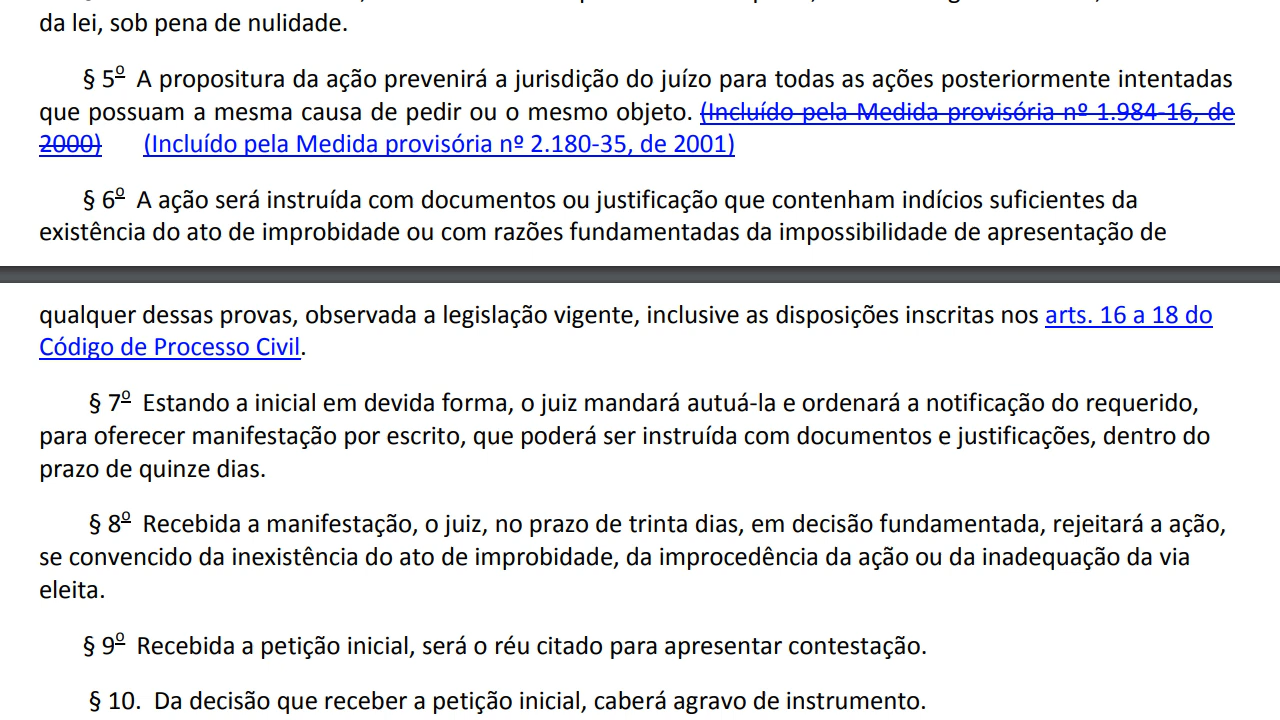 da lei, sob pena de nulidade.
§ 5º A propositura da ação prevenirá a jurisdição do juízo para todas as ações posteriormente intentadas
que possuam a mesma causa de pedir ou o mesmo objeto. (Incluído pela Medida provisória nº 1.984-16, de
2000) (Incluído pela Medida provisória nº 2.180-35, de 2001)
§ 6º A ação será instruída com documentos ou justificação que contenham indícios suficientes da
existência do ato de improbidade ou com razões fundamentadas da impossibilidade de apresentação de
qualquer dessas provas, observada a legislação vigente, inclusive as disposições inscritas nos arts. 16 a 18 do
Código de Processo Civil.
§ 7º Estando a inicial em devida forma, o juiz mandará autuá-la e ordenará a notificação do requerido,
para oferecer manifestação por escrito, que poderá ser instruída com documentos e justificações, dentro do
prazo de quinze dias.
§ 8º Recebida a manifestação, o juiz, no prazo de trinta dias, em decisão fundamentada, rejeitará a ação,
se convencido da inexistência do ato de improbidade, da improcedência da ação ou da inadequação da via
eleita.
§ 9º Recebida a petição inicial, será o réu citado para apresentar contestação.
§ 10. Da decisão que receber a petição inicial, caberá agravo de instrumento.